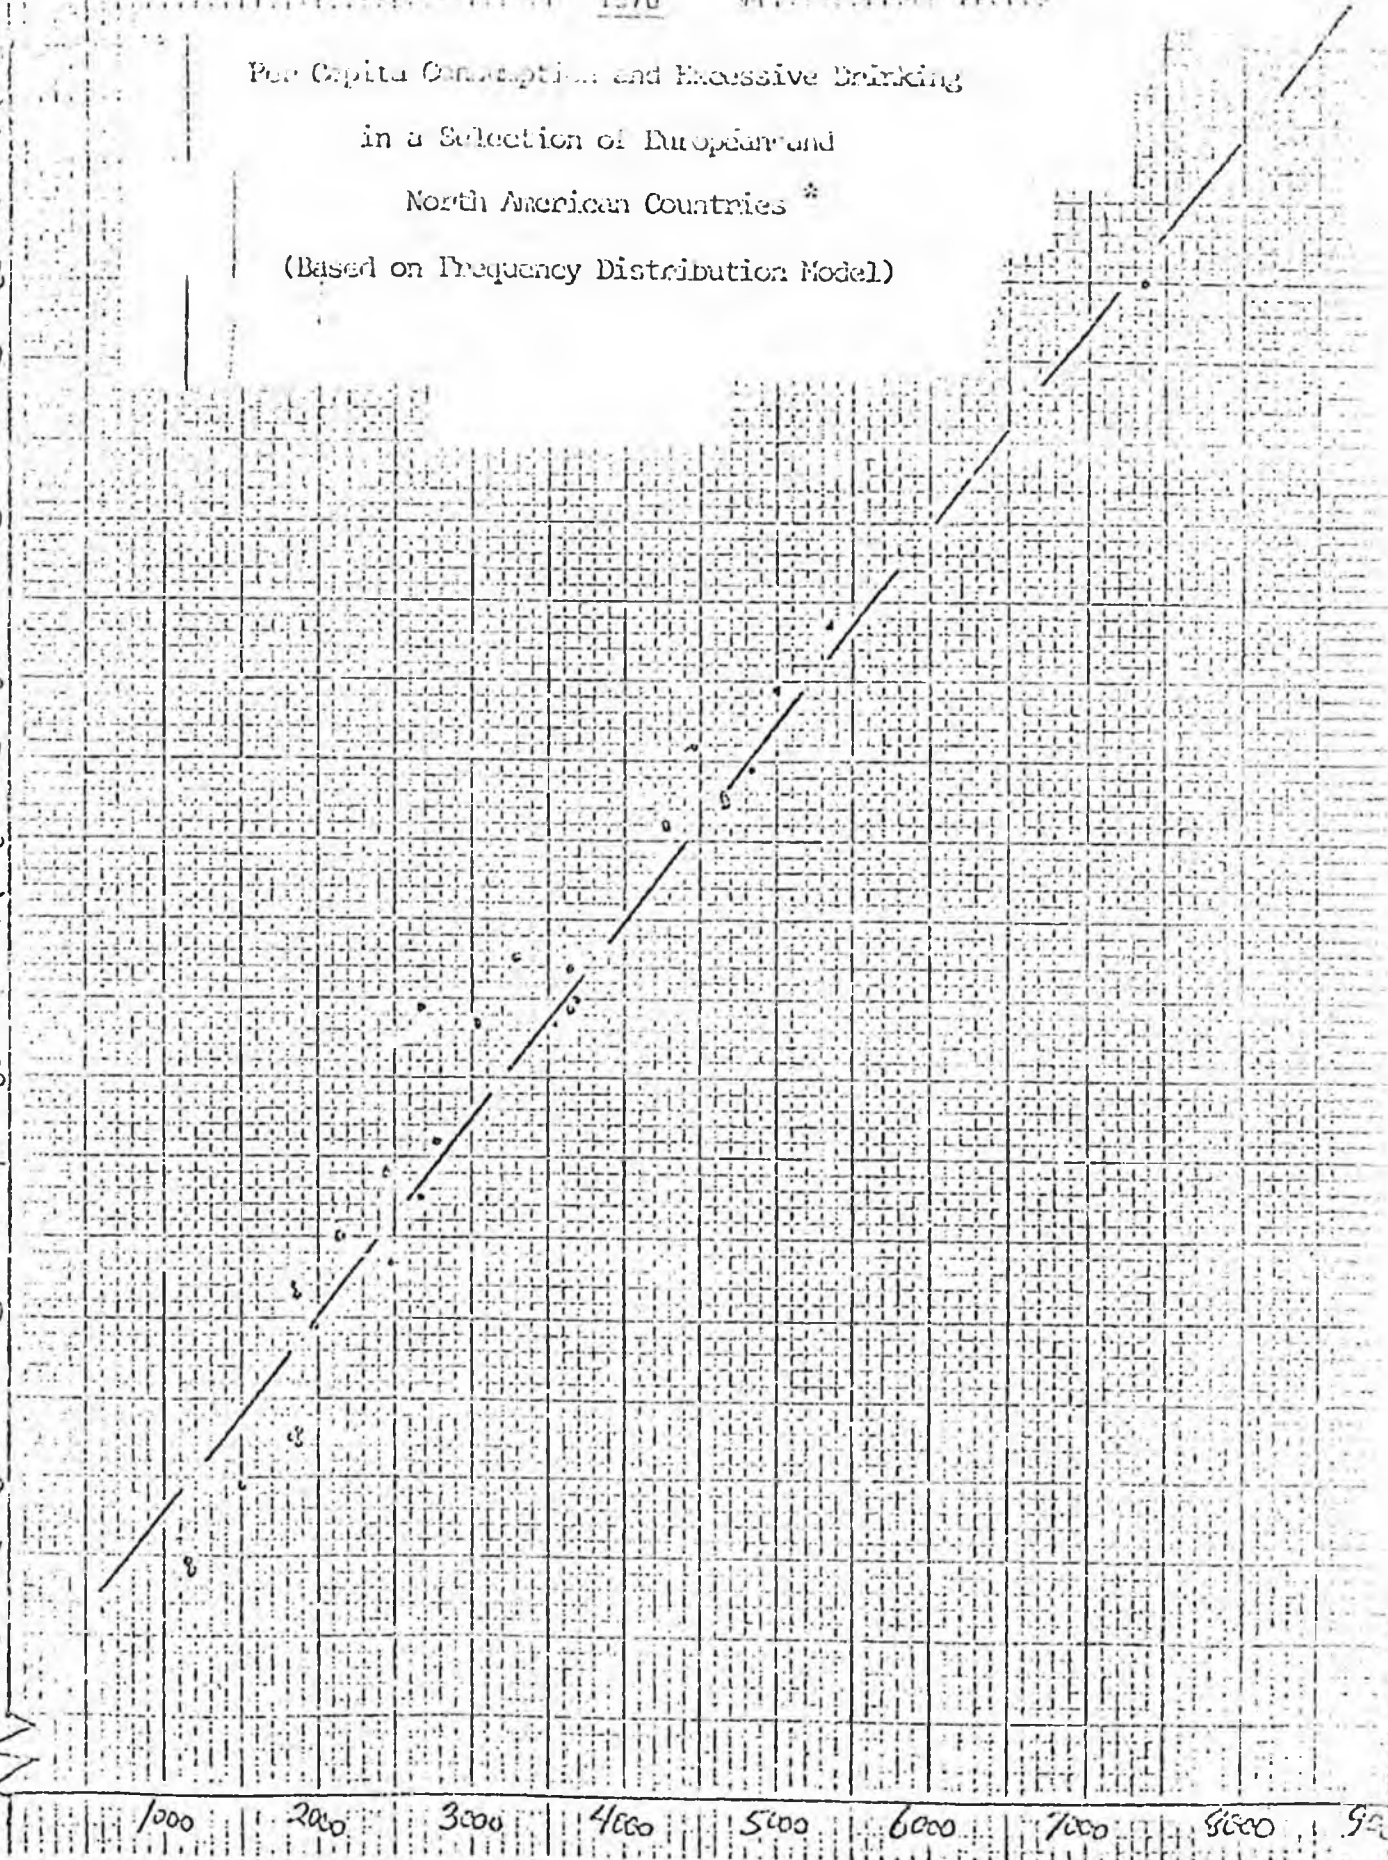 1970
Per Capita Consumption and Excessive Drinking
in a Selection of European and
North American Countries *
(Based on Frequency Distribution Model)
1000 2000 3000 4000 5000 6000 7000 8000